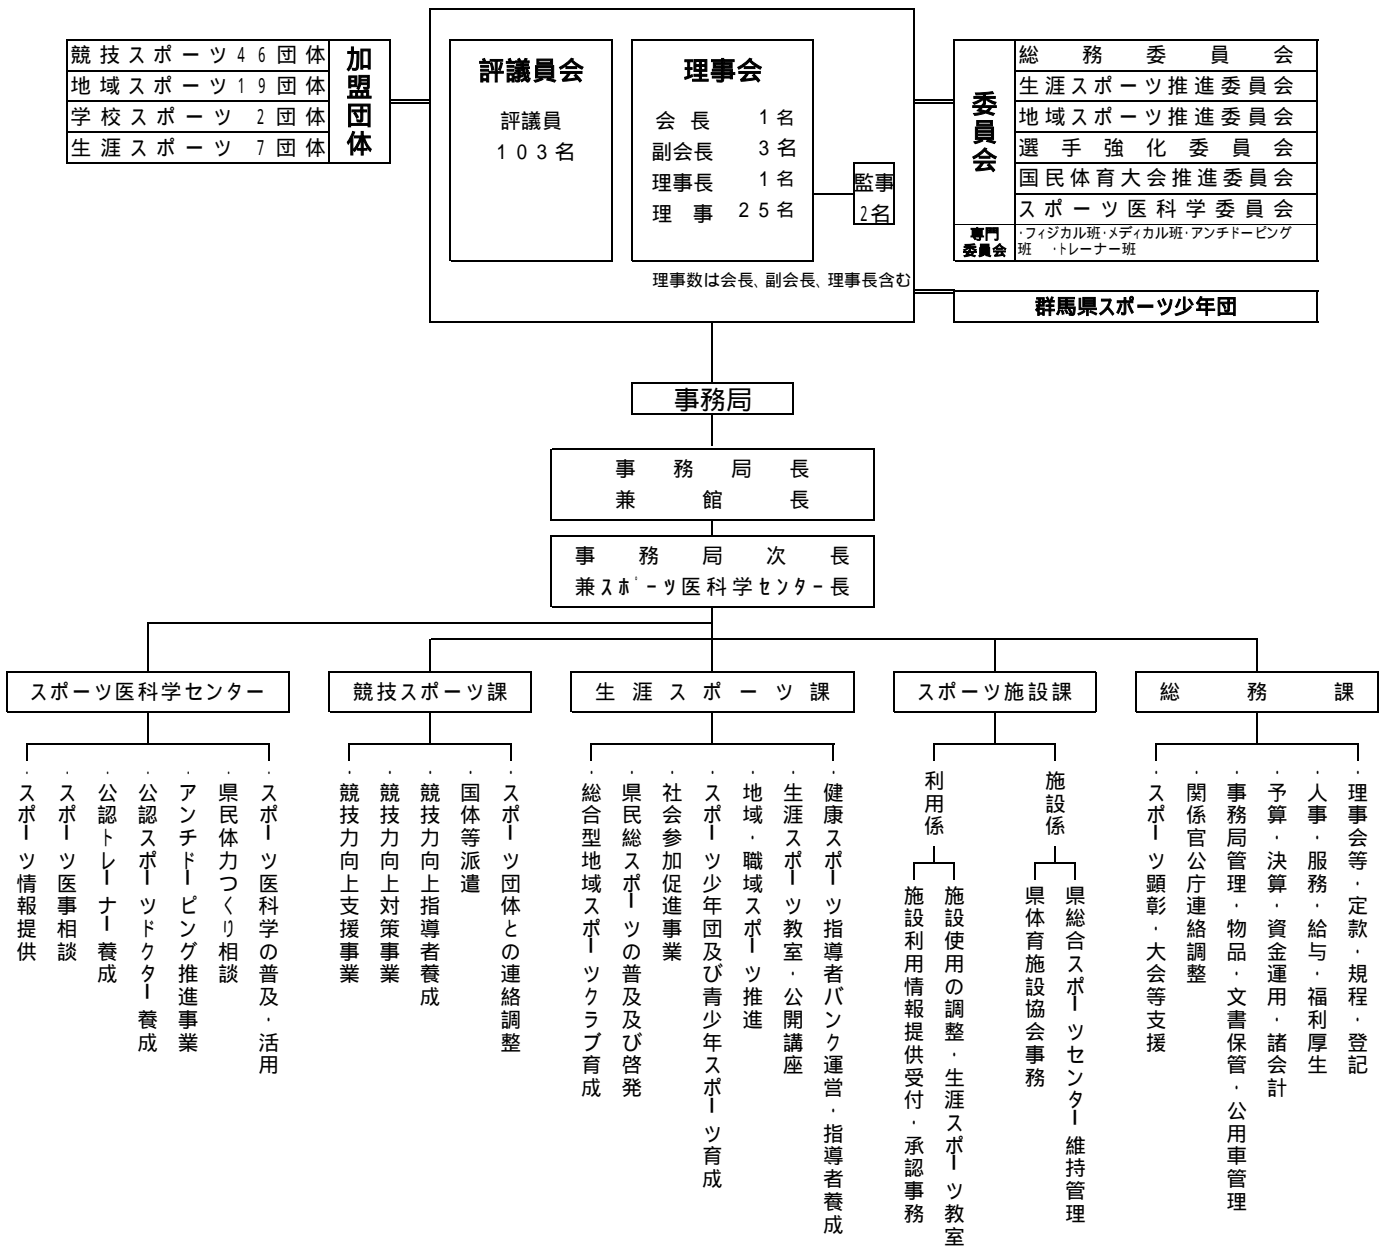 競技スポーツ46団体
地域スポーツ19団体
学校スポーツ 2団体
生涯スポーツ 7団体
加盟団体
評議員会
評議員
103名
理事会
会長 1名
副会長 3名
理事長 1名
理事 25名
監事
2名
理事数は会長、副会長、理事長含む
委員会
総務委員会
生涯スポーツ推進委員会
地域スポーツ推進委員会
選手強化委員会
国民体育大会推進委員会
スポーツ医科学委員会
専門
委員会
・フィジカル班・メディカル班・アンチドーピング
班 ・トレーナー班
群馬県スポーツ少年団
事務局
事務局長
兼館長
事務局次長
兼スポーツ医科学センター長
スポーツ医科学センター
・スポーツ情報提供
・スポーツ医事相談
・公認トレーナー養成
・公認スポーツドクター養成
・アンチドーピング推進事業
・県民体力つくり相談
・スポーツ医科学の普及・活用
競技スポーツ課
・競技力向上支援事業
・競技力向上対策事業
・競技力向上指導者養成
・国体等派遣
・スポーツ団体との連絡調整
生涯スポーツ課
・総合型地域スポーツクラブ育成
・県民総スポーツの普及及び啓発
・社会参加促進事業
・スポーツ少年団及び青少年スポーツ育成
・地域・職域スポーツ推進
・生涯スポーツ教室・公開講座
・健康スポーツ指導者バンク運営・指導者養成
スポーツ施設課
利用係
施設利用情報提供受付・承認事務
施設使用の調整・生涯スポーツ教室
施設係
県体育施設協会事務
県総合スポーツセンター維持管理
総務課
・スポーツ顕彰・大会等支援
・関係官公庁連絡調整
・事務局管理・物品・文書保管・公用車管理
・予算・決算・資金運用・諸会計
・人事・服務・給与・福利厚生
・理事会等・定款・規程・登記